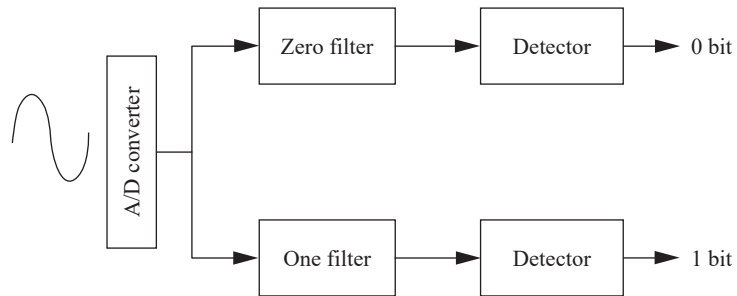 Zero filter
Detector
0 bit
A/D converter
One filter
Detector
1 bit